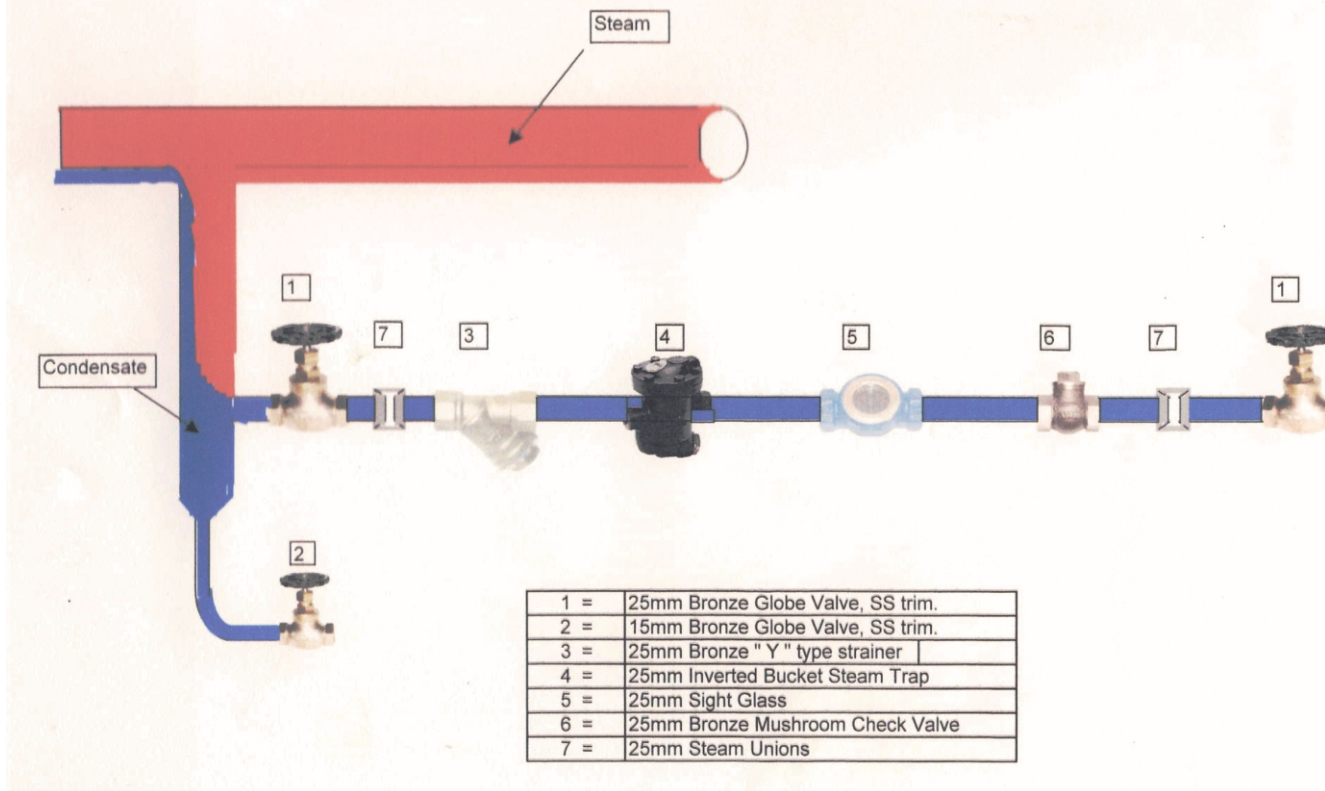 Steam
1
1
7
3
4
5
6
7
Condensate
2
1 = 25mm Bronze Globe Valve, SS trim.
2 = 15mm Bronze Globe Valve, SS trim.
3 = 25mm Bronze " Y " type strainer
4 = 25mm Inverted Bucket Steam Trap
5 = 25mm Sight Glass
6 = 25mm Bronze Mushroom Check Valve
7 = 25mm Steam Unions